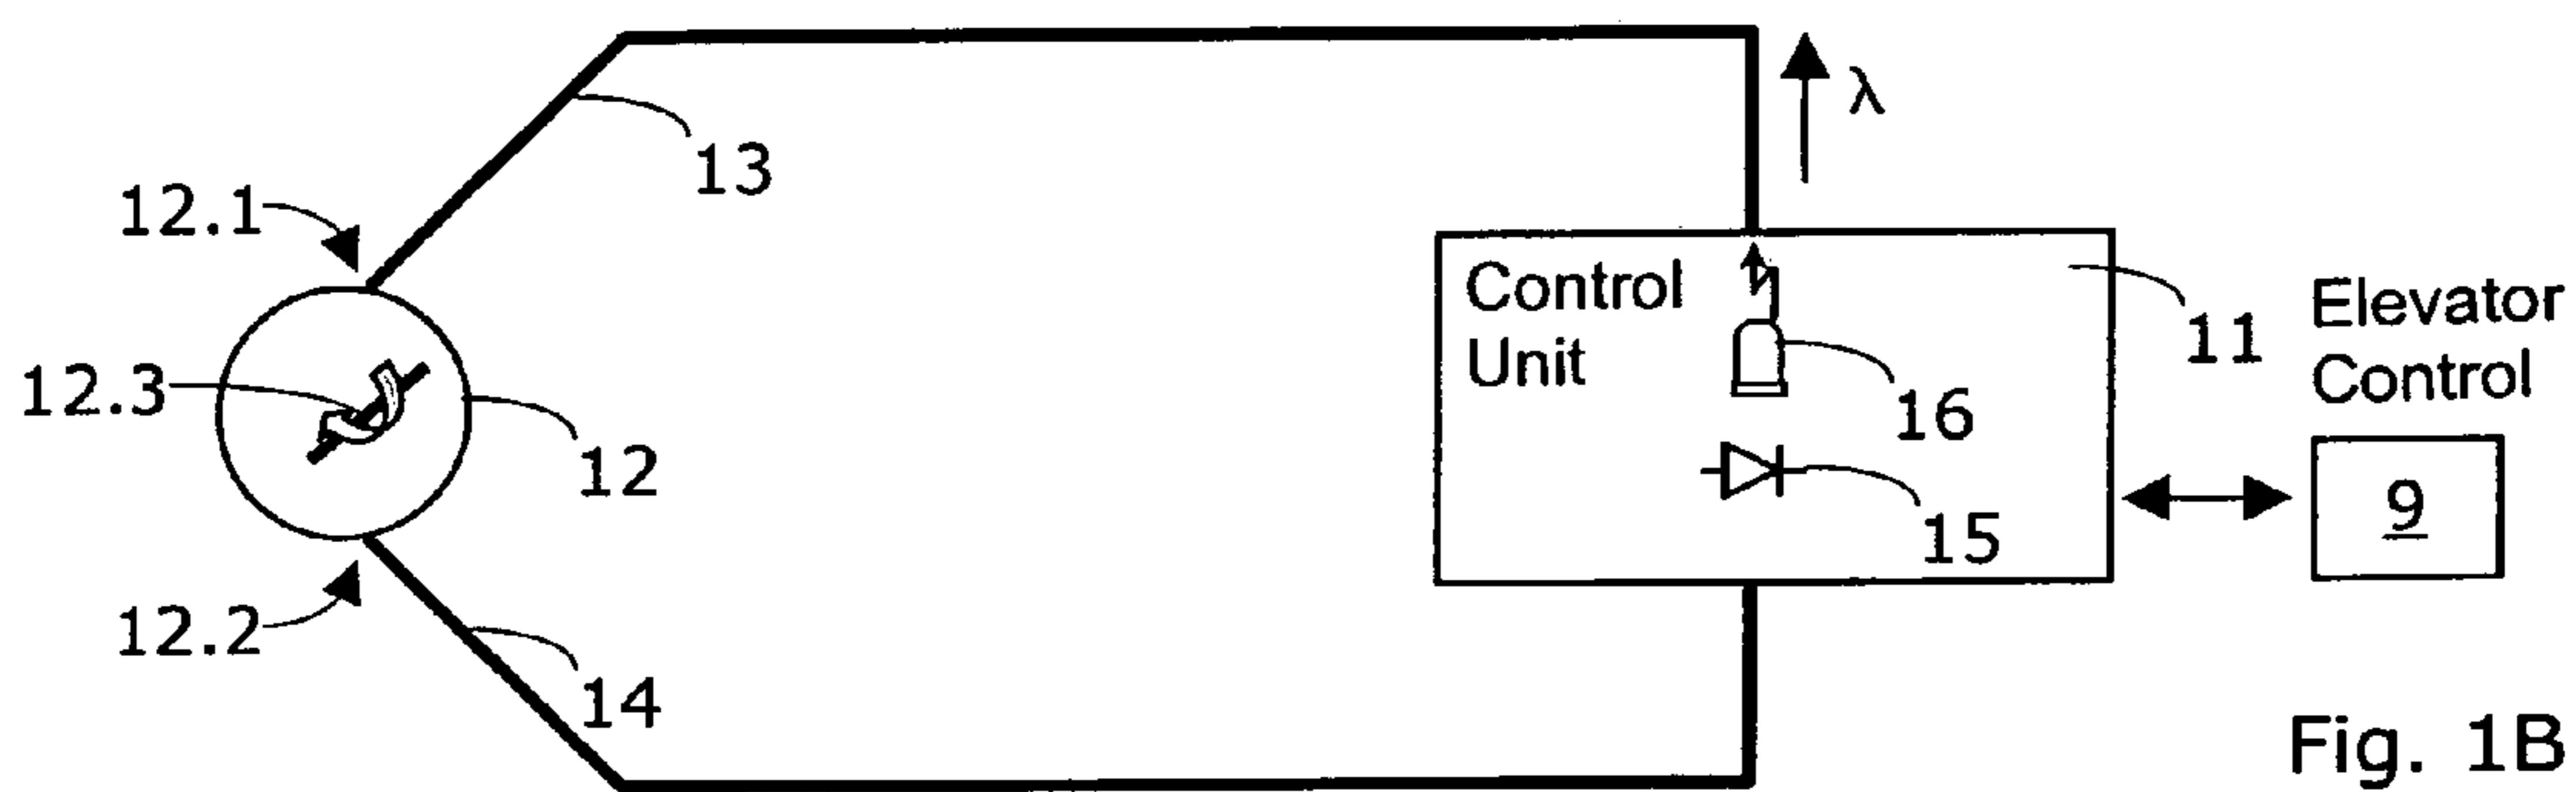 λ
13
12.1
Control
Unit
11
Elevator
Control
12.3
12
16
15
9
12.2
14
Fig. 1B